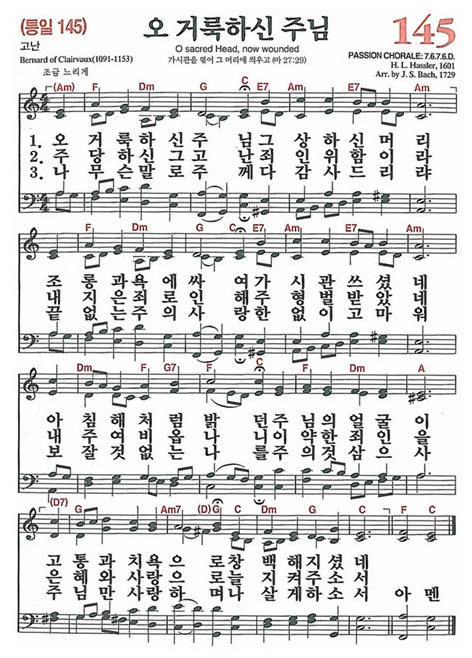 (통일 145)
오 거룩하신 주님
145
고난
O sacred Head, now wounded
PASSION CHORALE: 7.6.7.6.D.
Bernard of Clairvaux(1091-1153)
가시관을 엮어 그 머리에 씌우고 (마 27:29)
H. L. Hassler, 1601
Arr. by J. S. Bach, 1729
조금 느리게
(Am) F Dm G C E7 Am
1. 오 거룩하신주 님그 상하신머리
2. 주 당하신그고 난죄 인위함이라
3. 나 무슨말로주 께다 감사드리랴
F Dm G C E7 Am E7 Am
조롱과욕에싸 여가 시관쓰셨네
내 지은죄로인 해주 형벌받았네
끝 없는주의사 랑한 없이고마워
Dm F G7 F C Am F Dm A
아침해처럼밝 던주 님의얼굴이
내 주여비옵나 니이 약한죄인을
보잘것없는나 를주 의것삼으사
(D7) G Am7 (D) G C Dm C G C
고통과치욕으 로창 백해지셨네
은혜와사랑으 로늘 지켜주소서
주님만사랑하 며나 살게하소서 아멘